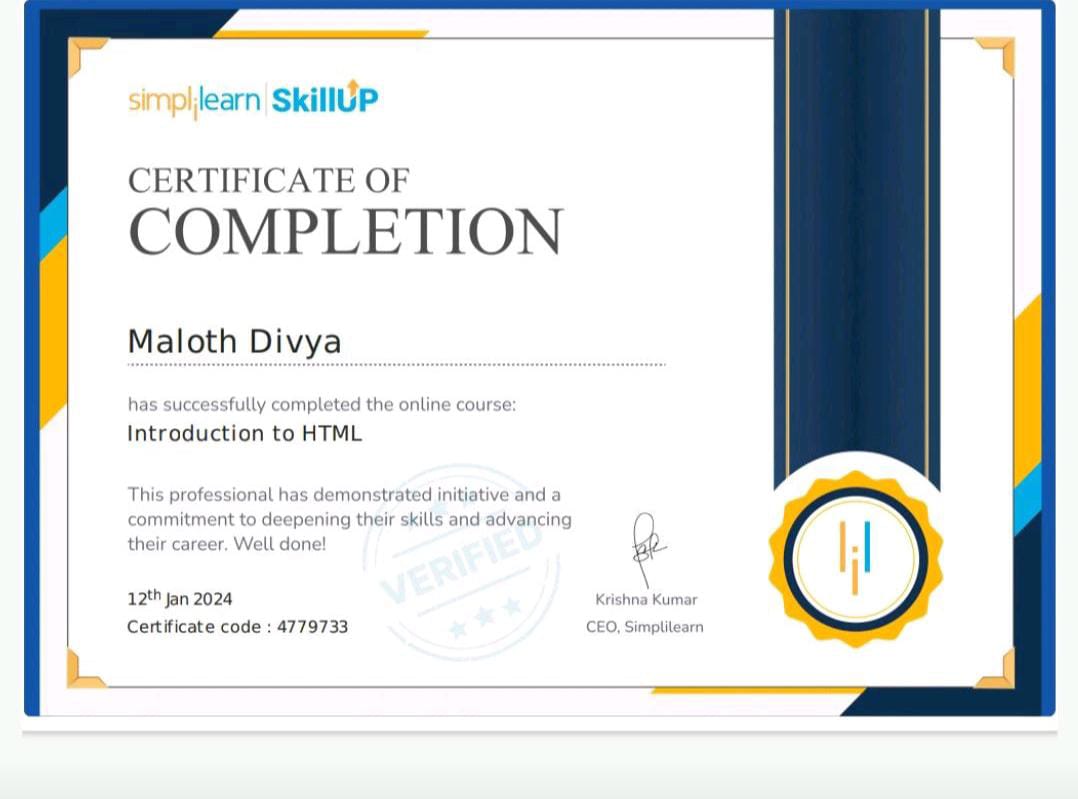 simplilearn | SkillUP
CERTIFICATE OF
COMPLETION
Maloth Divya
has successfully completed the online course:
Introduction to HTML
This professional has demonstrated initiative and a
commitment to deepening their skills and advancing
their career. Well done!
VERIFIED
12th Jan 2024
Certificate code : 4779733
Krishna Kumar
CEO, Simplilearn